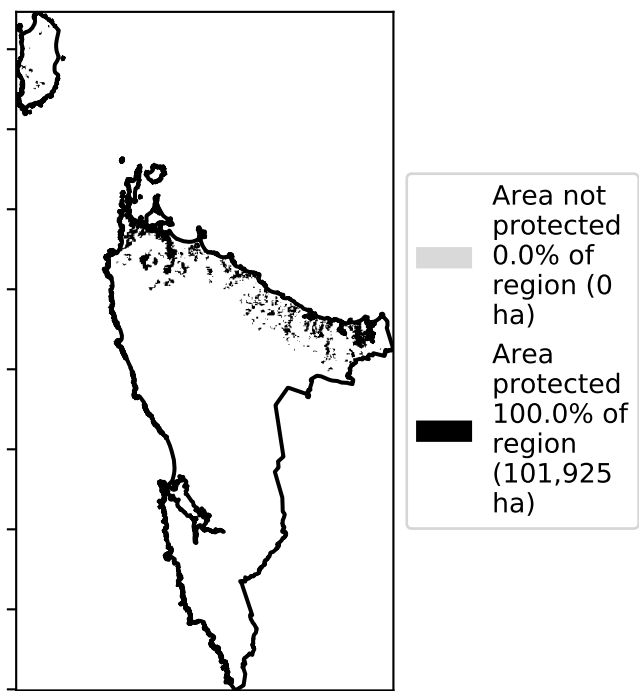 Area not
protected
0.0% of
region (0
ha)
Area
protected
100.0% of
region
(101,925
ha)